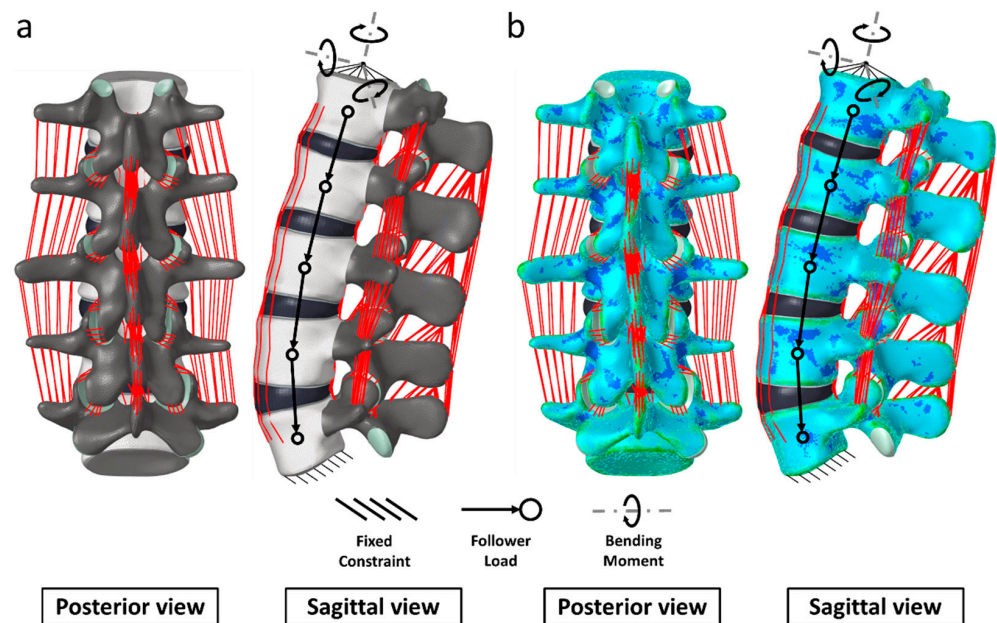 a
b
Fixed
Constraint
Follower
Load
Bending
Moment
Posterior view
Sagittal view
Posterior view
Sagittal view